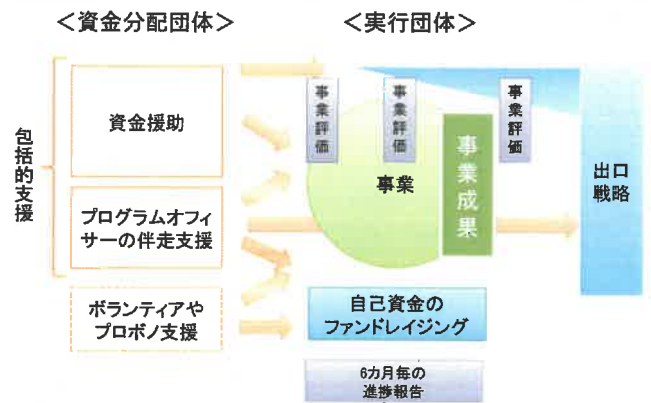 ＜資金分配団体＞
＜実行団体＞
包括的支援
資金援助
プログラムオフィ
サーの伴走支援
ボランティアや
プロボノ支援
事業評価
事業評価
事業評価
事業
事業成果
自己資金の
ファンドレイジング
6カ月毎の
進捗報告
出口
戦略